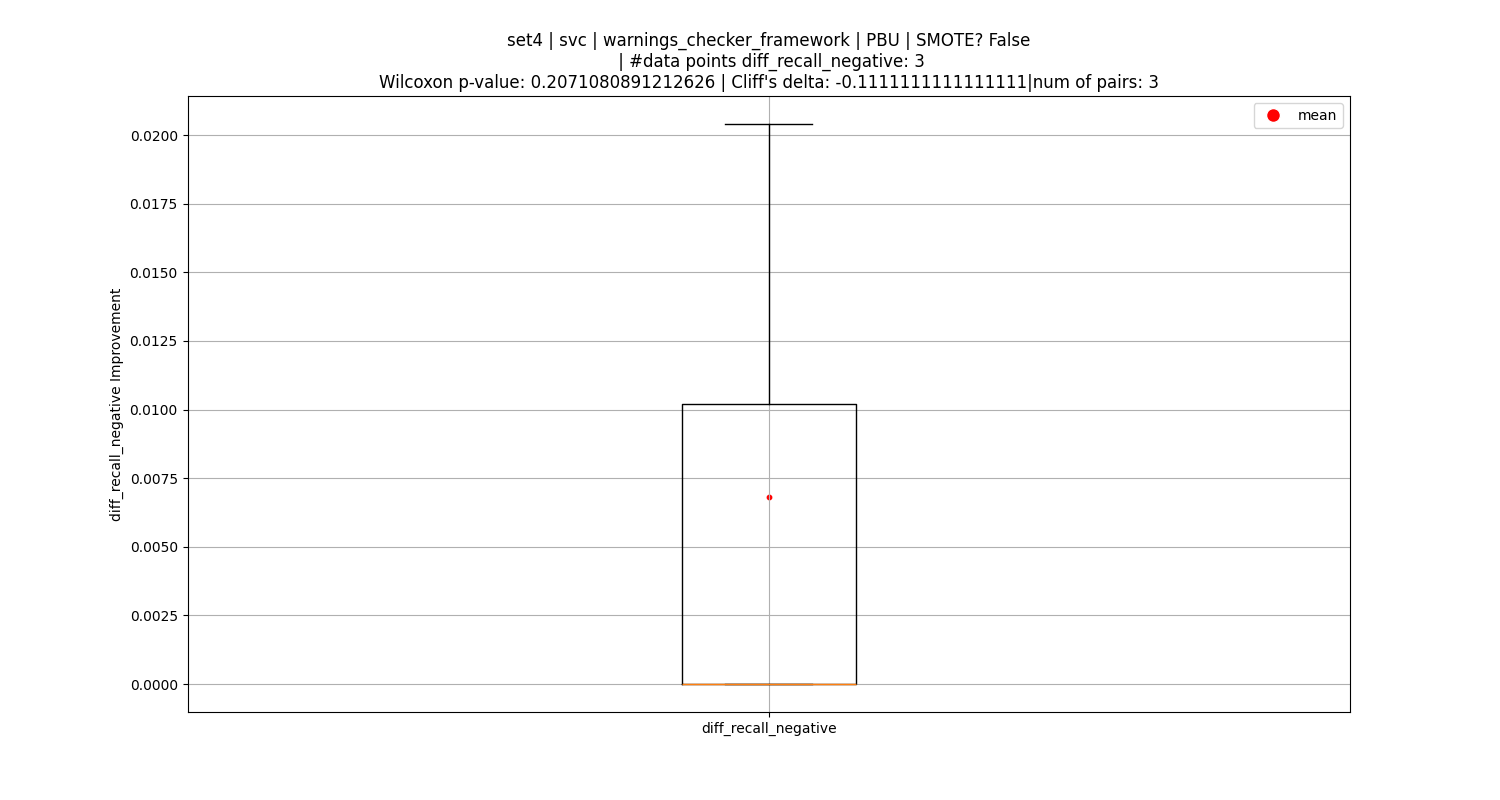 set4 | svc | warnings_checker_framework | PBU | SMOTE? False
| #data points diff_recall_negative: 3
Wilcoxon p-value: 0.2071080891212626 | Cliff's delta: -0.1111111111111111|num of pairs: 3
mean
0.0200
0.0175
0.0150
0.0125
0.0100
0.0075
0.0050
0.0025
0.0000
diff_recall_negative Improvement
diff_recall_negative